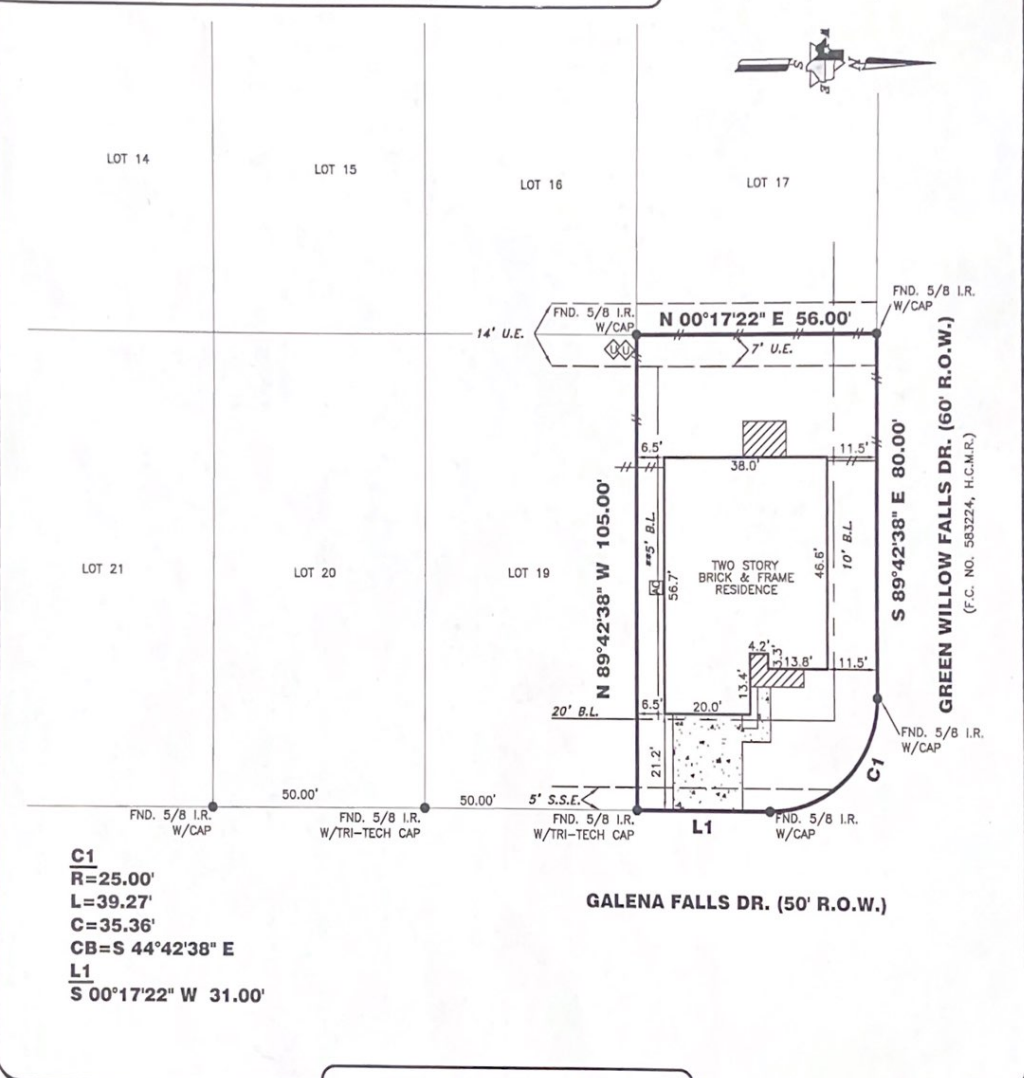 S
N
E
LOT 14
LOT 15
LOT 16
LOT 17
FND. 5/8 I.R.
W/CAP
FND. 5/8 I.R.
W/CAP
N 00°17'22" E 56.00'
14' U.E.
U U
7' U.E.
6.5'
38.0'
11.5'
N 89°42'38" W 105.00'
**5' B.L.
AC
56.7'
TWO STORY
BRICK & FRAME
RESIDENCE
46.6'
10' B.L.
S 89°42'38" E 80.00'
GREEN WILLOW FALLS DR. (60' R.O.W.)
(F.C. NO. 583224, H.C.M.R.)
LOT 21
LOT 20
LOT 19
4.2'
3.3'
13.8'
11.5'
13.4'
20' B.L.
6.5'
20.0'
21.2'
FND. 5/8 I.R.
W/CAP
C1
50.00'
50.00'
5' S.S.E.
FND. 5/8 I.R.
W/CAP
FND. 5/8 I.R.
W/TRI-TECH CAP
FND. 5/8 I.R.
W/TRI-TECH CAP
L1
FND. 5/8 I.R.
W/CAP
C1
R=25.00'
L=39.27'
C=35.36'
CB=S 44°42'38" E
L1
S 00°17'22" W 31.00'
GALENA FALLS DR. (50' R.O.W.)